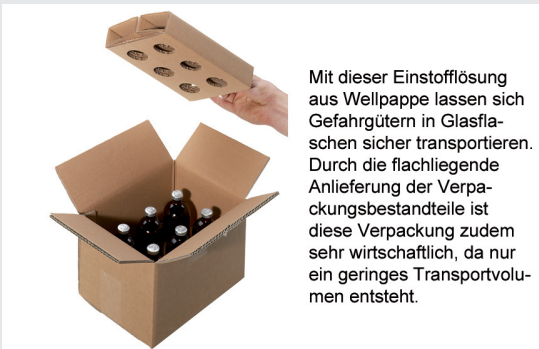 Mit dieser Einstofflösung
aus Wellpappe lassen sich
Gefahrgütern in Glasfla-
schen sicher transportieren.
Durch die flachliegende
Anlieferung der Verpa-
ckungsbestandteile ist
diese Verpackung zudem
sehr wirtschaftlich, da nur
ein geringes Transportvolu-
men entsteht.